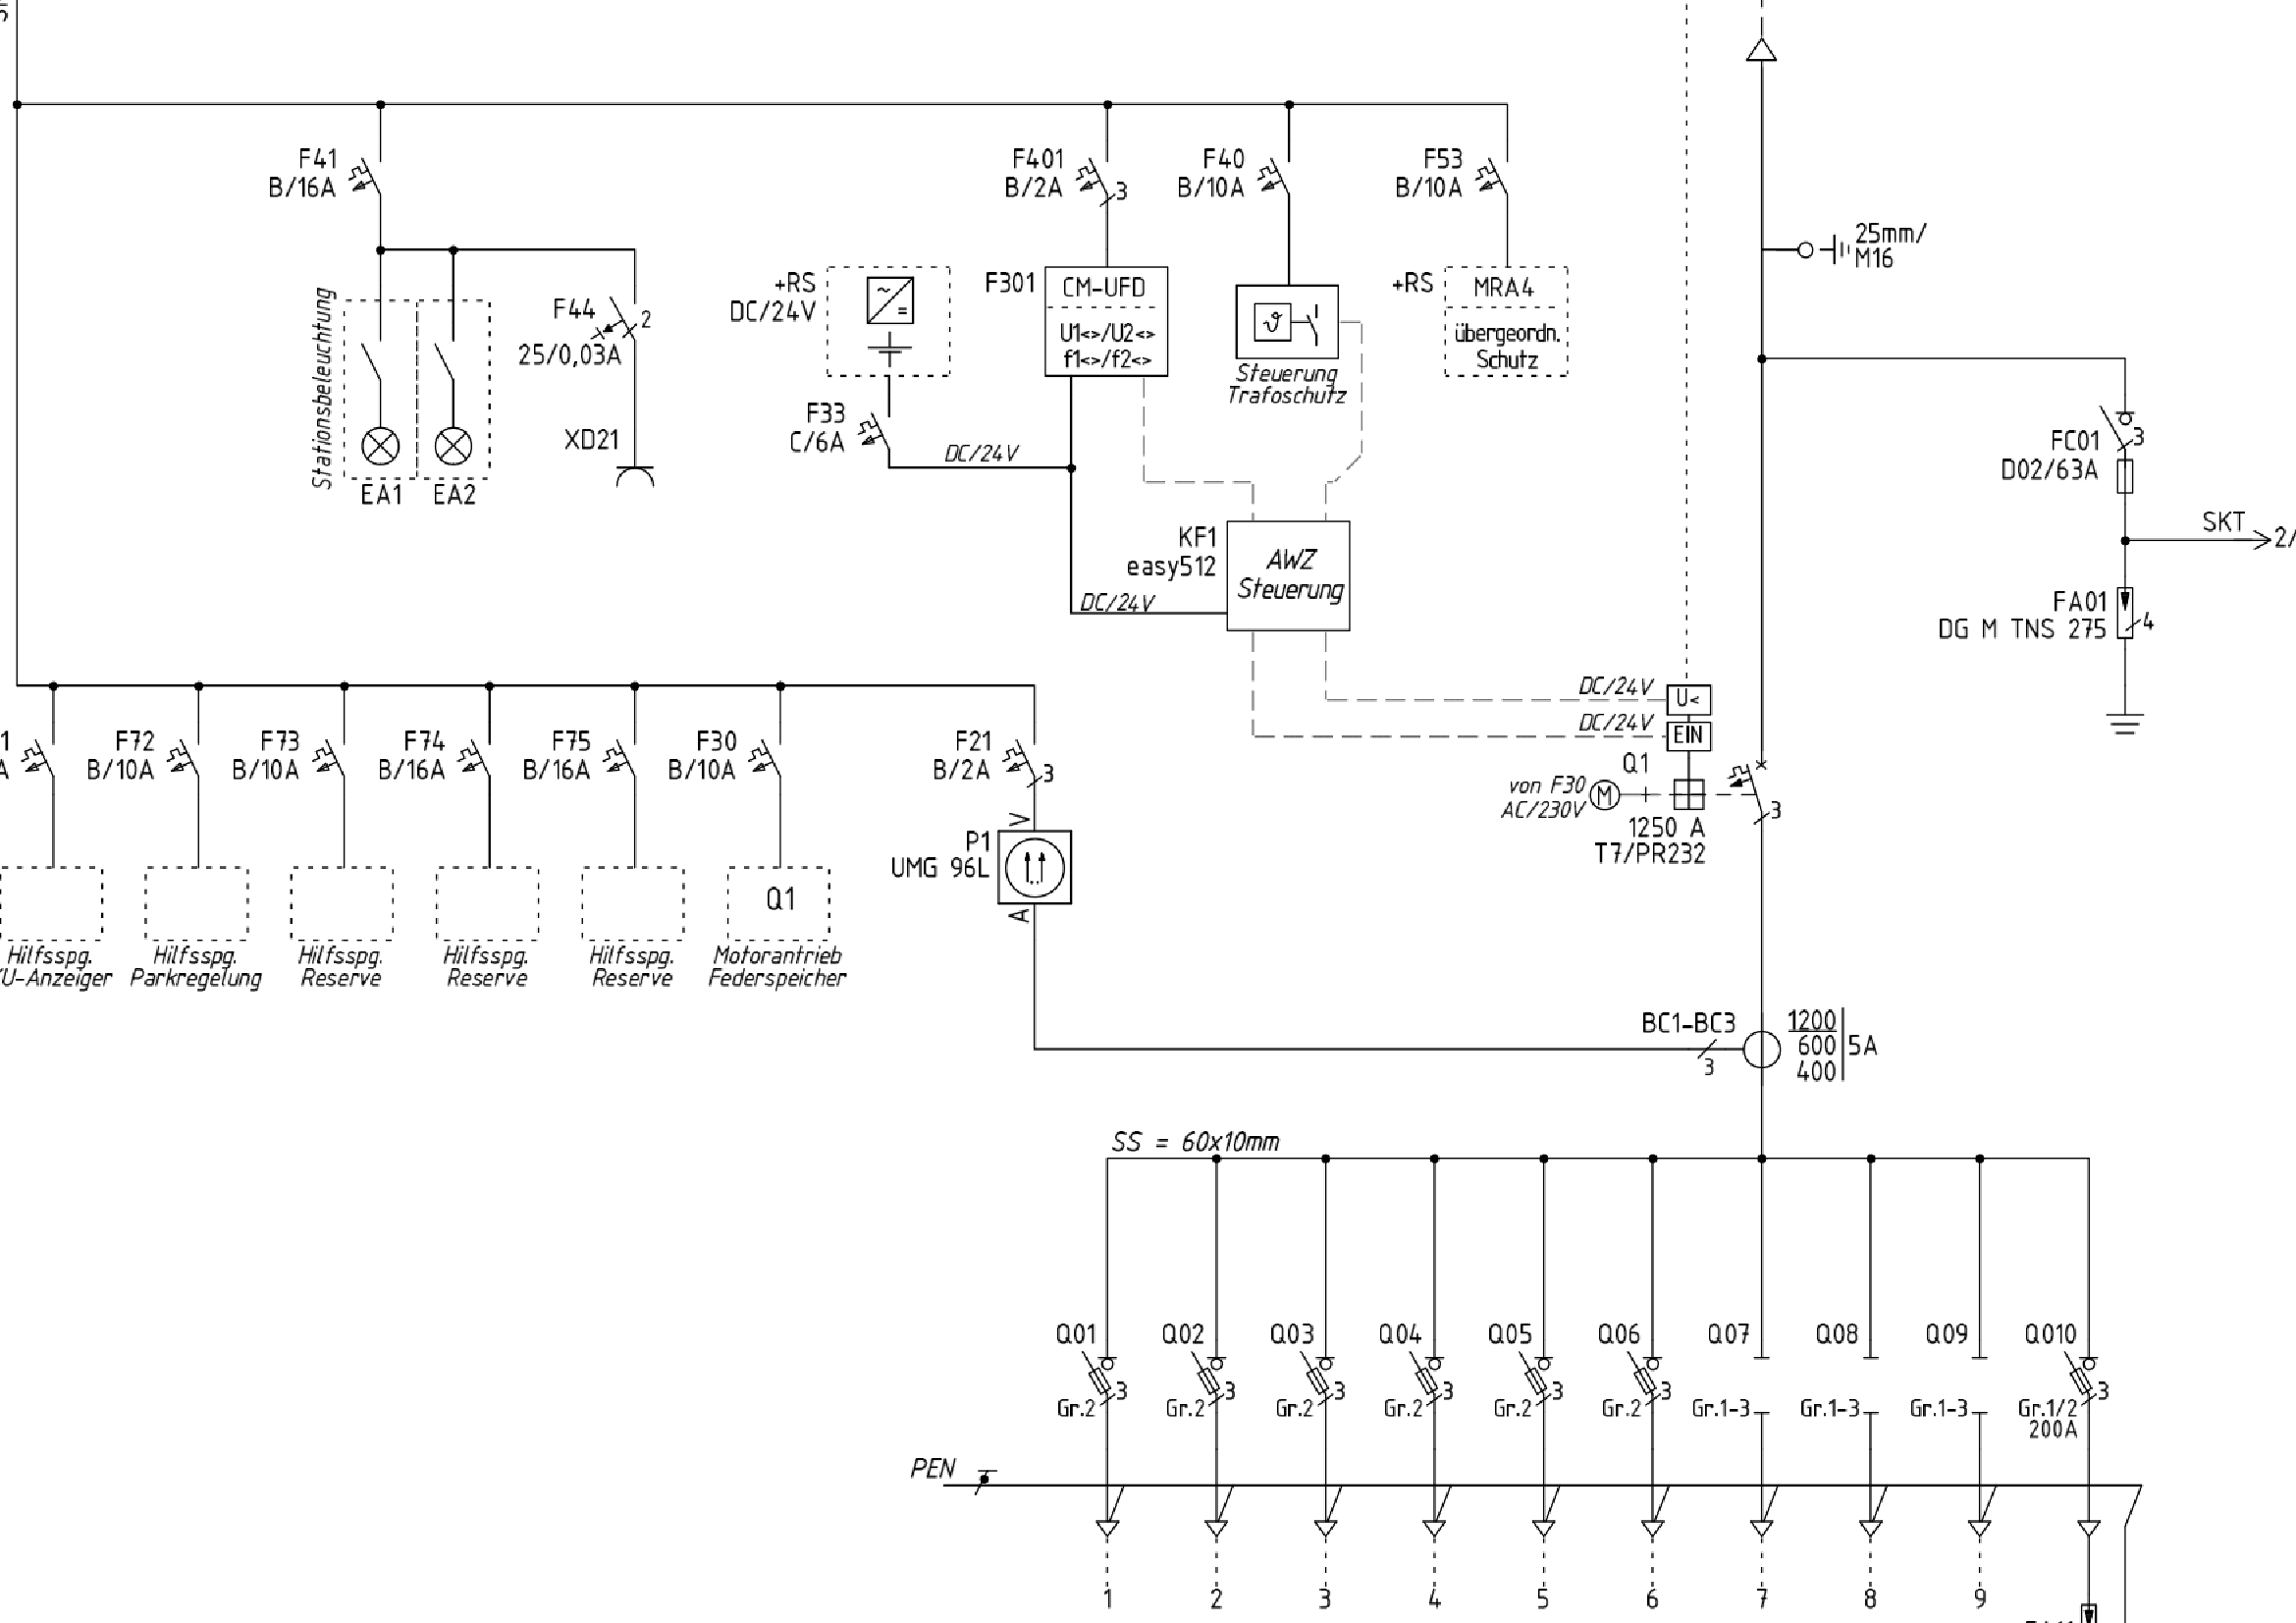 F41
B/16A
F401
B/2A
3
F40
B/10A
F53
B/10A
25mm/
M16
Stationsbeleuchtung
EA1
EA2
F44
25/0,03A
2
XD21
+RS
DC/24V
~
=
F33
C/6A
DC/24V
F301
CM-UFD
U1<>/U2<>
f1<>/f2<>
ϑ
Steuerung
Trafoschutz
+RS
MRA4
übergeordn.
Schutz
KF1
easy512
AWZ
Steuerung
DC/24V
FC01
D02/63A
3
SKT
2/
FA01
DG M TNS 275
4
DC/24V
U<
DC/24V
EIN
Q1
von F30
AC/230V
M
3
1250 A
T7/PR232
1
A
F72
B/10A
F73
B/10A
F74
B/16A
F75
B/16A
F30
B/10A
F21
B/2A
3
V
P1
UMG 96L
A
Q1
Hilfsspg.
U-Anzeiger
Hilfsspg.
Parkregelung
Hilfsspg.
Reserve
Hilfsspg.
Reserve
Hilfsspg.
Reserve
Motorantrieb
Federspeicher
BC1-BC3
3
1200
600
400
5A
SS = 60x10mm
Q01
Q02
Q03
Q04
Q05
Q06
Q07
Q08
Q09
Q010
3
3
3
3
3
3
3
Gr.2
Gr.2
Gr.2
Gr.2
Gr.2
Gr.2
Gr.1-3
Gr.1-3
Gr.1-3
Gr.1/2
200A
PEN
1
2
3
4
5
6
7
8
9